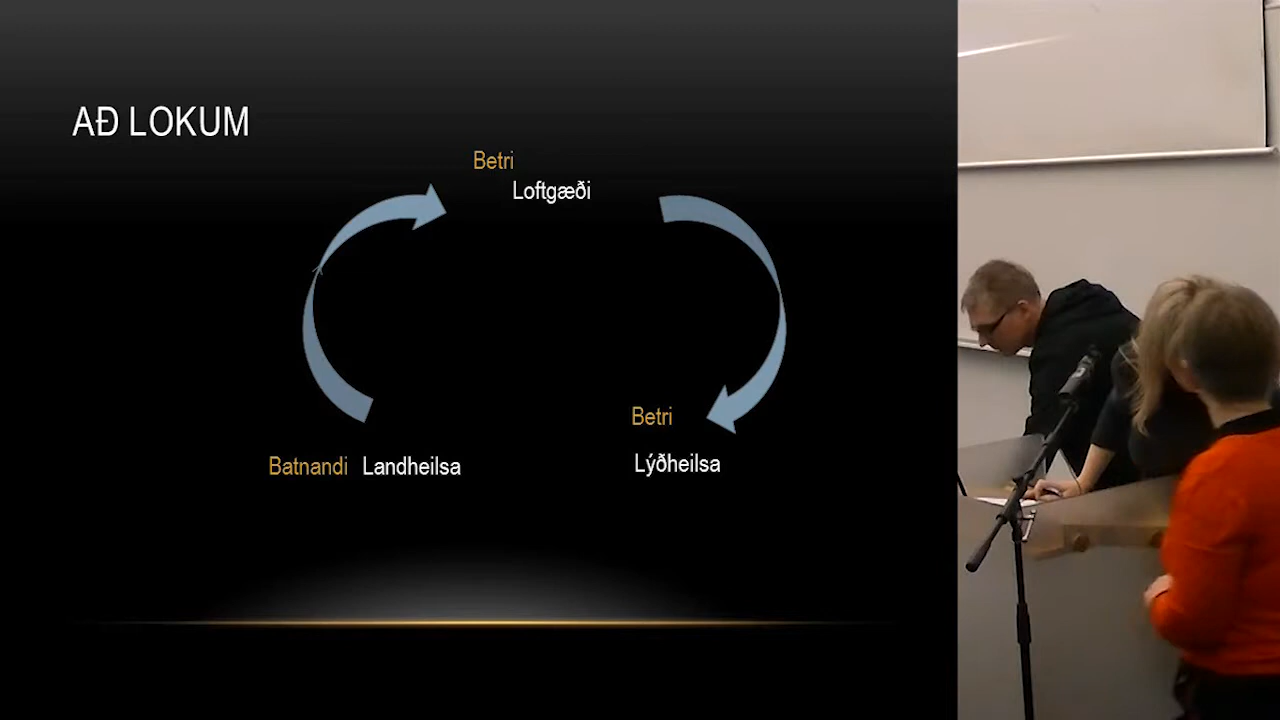 AÐ LOKUM
Betri
Loftgæði
Betri
Lýðheilsa
Batnandi Landheilsa